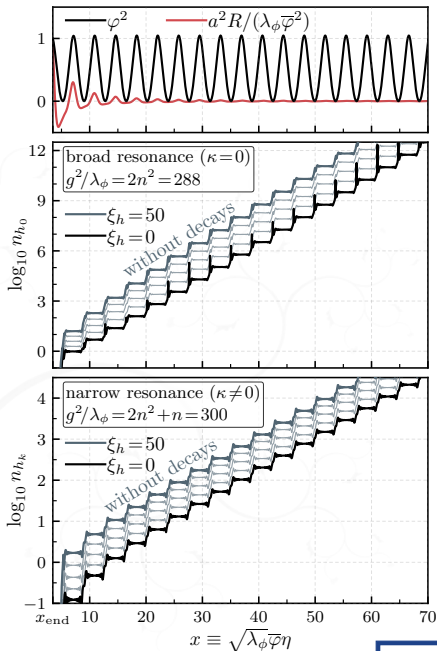 φ² a²R/(λ_ϕφ̅²)
1
0
12
9
6
3
0
log₁₀ n_{h₀}
broad resonance (κ=0)
g²/λ_ϕ=2n²=288
ξ_h=50
ξ_h=0
without decays
4
3
2
1
0
−1
log₁₀ n_{h_k}
narrow resonance (κ≠0)
g²/λ_ϕ=2n²+n=300
ξ_h=50
ξ_h=0
without decays
x_end 10 20 30 40 50 60 70
x ≡ √λ_ϕ φ̅η